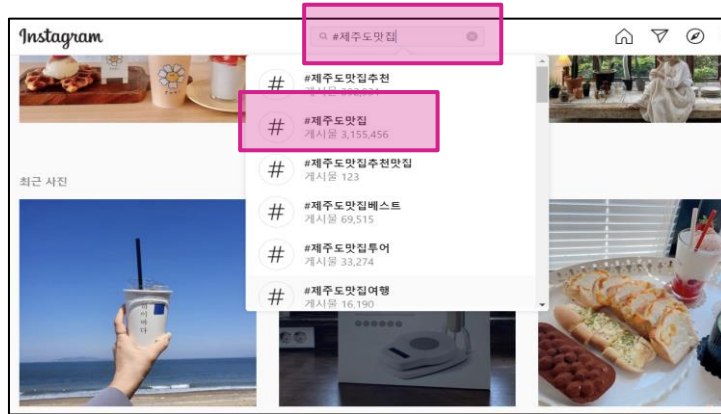 Instagram
#제주도맛집
#제주도맛집추천
#제주도맛집
게시물 3,155,456
#제주도맛집추천맛집
게시물 123
#제주도맛집베스트
게시물 69,515
#제주도맛집투어
게시물 33,274
#제주도맛집여행
게시물 16,190
최근 사진